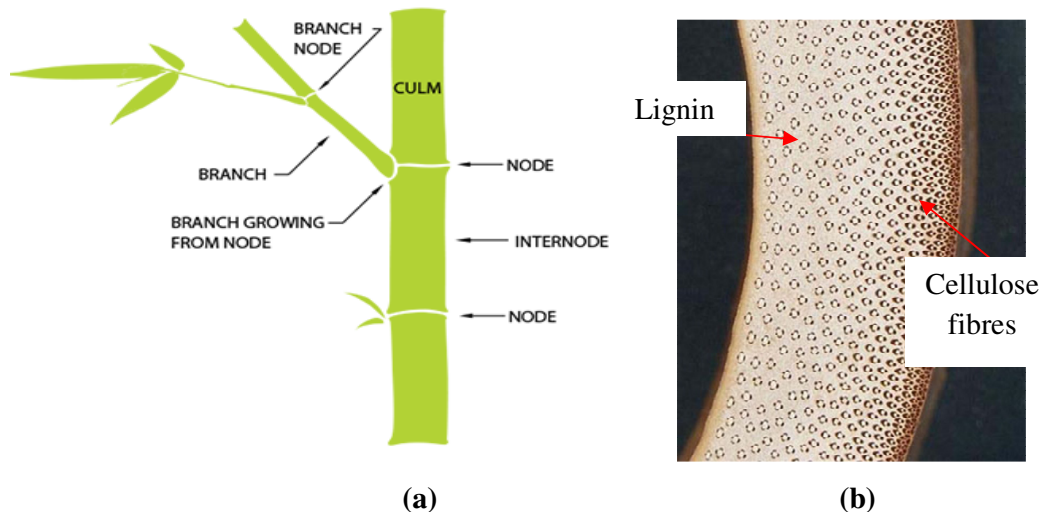 BRANCH
NODE
CULM
BRANCH
NODE
BRANCH GROWING
FROM NODE
INTERNODE
NODE
(a)
Lignin
Cellulose
fibres
(b)